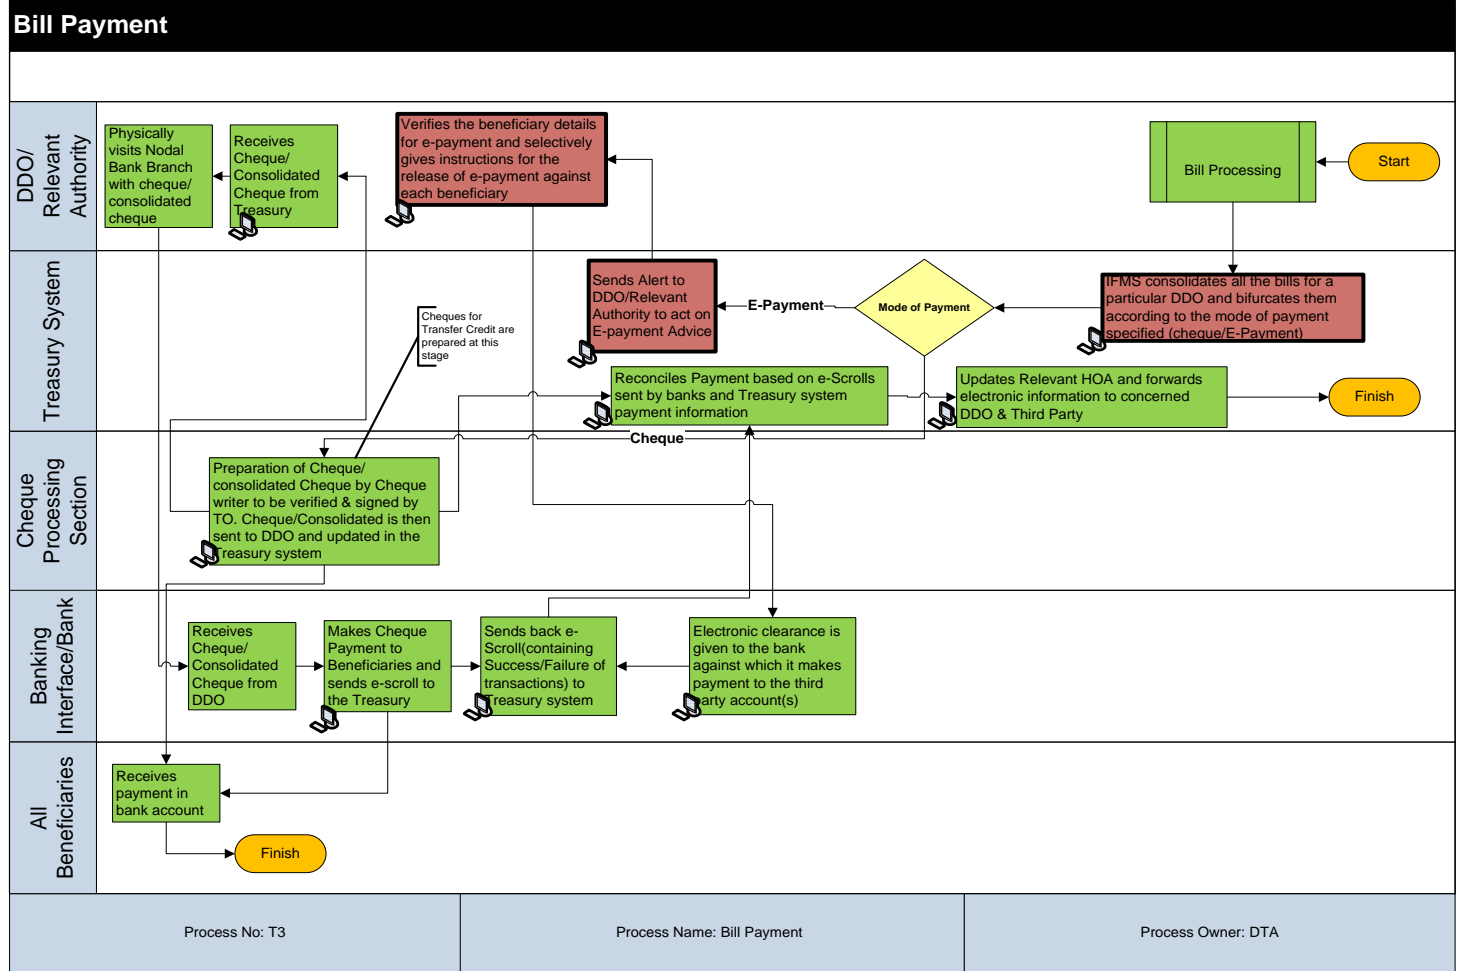 Bill Payment
DDO/
Relevant
Authority
Physically
visits Nodal
Bank Branch
with cheque/
consolidated
cheque
Receives
Cheque/
Consolidated
Cheque from
Treasury
Verifies the beneficiary details
for e-payment and selectively
gives instructions for the
release of e-payment against
each beneficiary
Bill Processing
Start
Treasury System
Cheques for
Transfer Credit are
prepared at this
stage
Sends Alert to
DDO/Relevant
Authority to act on
E-payment Advice
E-Payment
Mode of Payment
IFMS consolidates all the bills for a
particular DDO and bifurcates them
according to the mode of payment
specified (cheque/E-Payment)
Reconciles Payment based on e-Scrolls
sent by banks and Treasury system
payment information
Updates Relevant HOA and forwards
electronic information to concerned
DDO & Third Party
Finish
Cheque
Cheque
Processing
Section
Preparation of Cheque/
consolidated Cheque by Cheque
writer to be verified & signed by
TO. Cheque/Consolidated is then
sent to DDO and updated in the
Treasury system
Banking
Interface/Bank
Receives
Cheque/
Consolidated
Cheque from
DDO
Makes Cheque
Payment to
Beneficiaries and
sends e-scroll to
the Treasury
Sends back e-
Scroll(containing
Success/Failure of
transactions) to
Treasury system
Electronic clearance is
given to the bank
against which it makes
payment to the third
party account(s)
All
Beneficiaries
Receives
payment in
bank account
Finish
Process No: T3
Process Name: Bill Payment
Process Owner: DTA